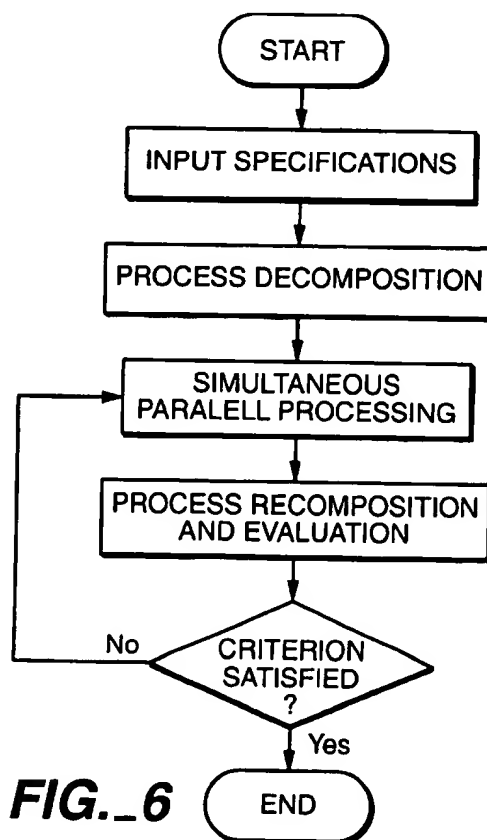 START
INPUT SPECIFICATIONS
PROCESS DECOMPOSITION
SIMULTANEOUS
PARALELL PROCESSING
PROCESS RECOMPOSITION
AND EVALUATION
No
CRITERION
SATISFIED
?
Yes
FIG._6
END